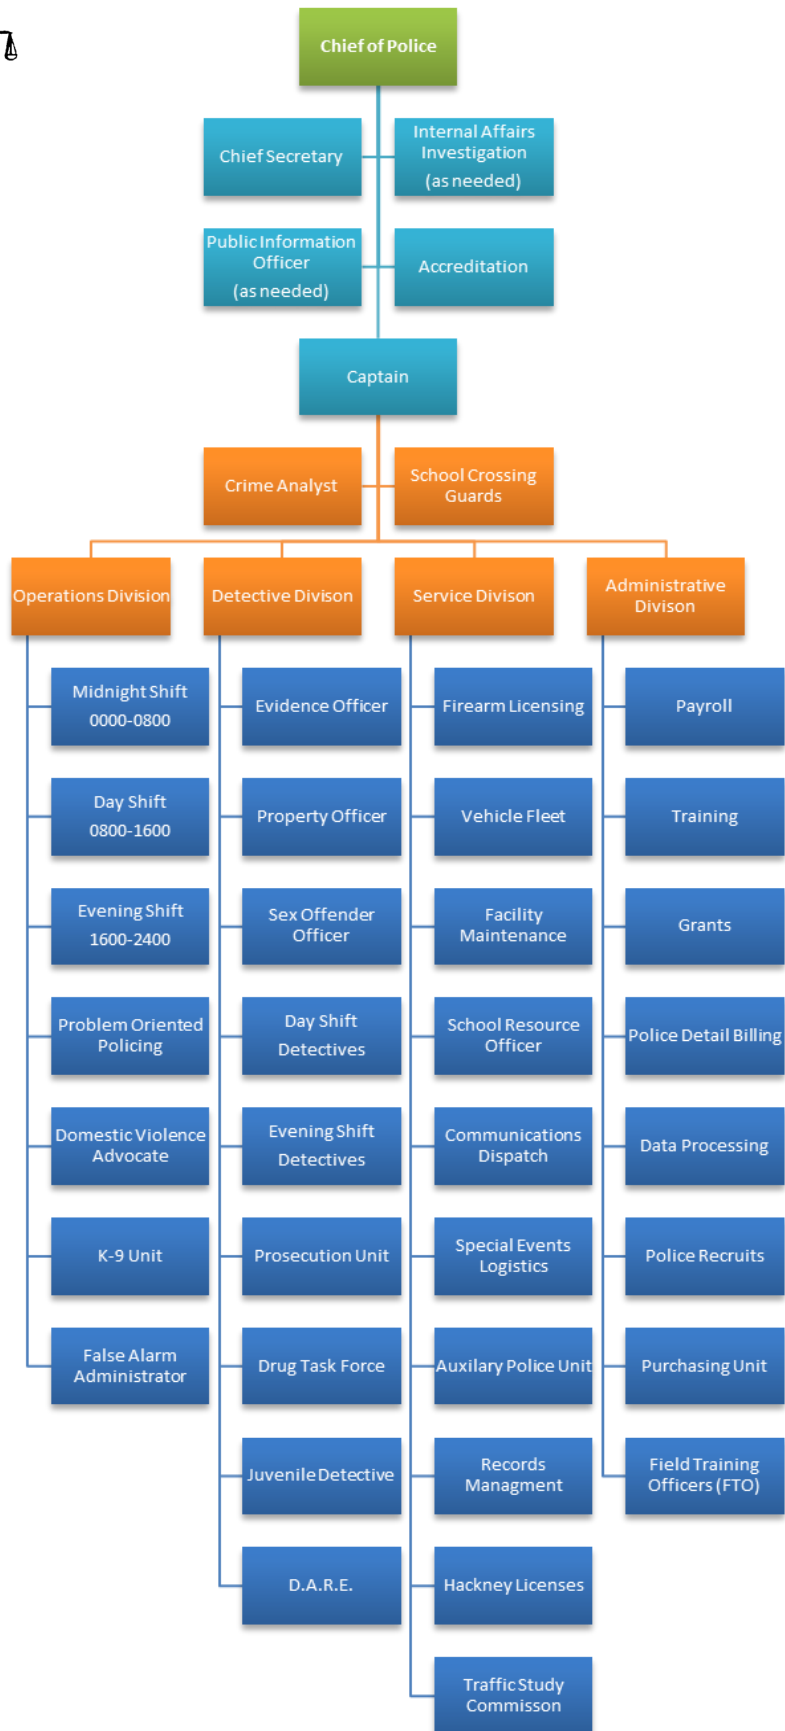 Chief of Police
Chief Secretary
Internal Affairs
Investigation
(as needed)
Public Information
Officer
(as needed)
Accreditation
Captain
Crime Analyst
School Crossing
Guards
Operations Division
Detective Divison
Service Divison
Administrative
Divison
Midnight Shift
0000-0800
Day Shift
0800-1600
Evening Shift
1600-2400
Problem Oriented
Policing
Domestic Violence
Advocate
K-9 Unit
False Alarm
Administrator
Evidence Officer
Property Officer
Sex Offender
Officer
Day Shift
Detectives
Evening Shift
Detectives
Prosecution Unit
Drug Task Force
Juvenile Detective
D.A.R.E.
Firearm Licensing
Vehicle Fleet
Facility
Maintenance
School Resource
Officer
Communications
Dispatch
Special Events
Logistics
Auxilary Police Unit
Records
Managment
Hackney Licenses
Traffic Study
Commisson
Payroll
Training
Grants
Police Detail Billing
Data Processing
Police Recruits
Purchasing Unit
Field Training
Officers (FTO)